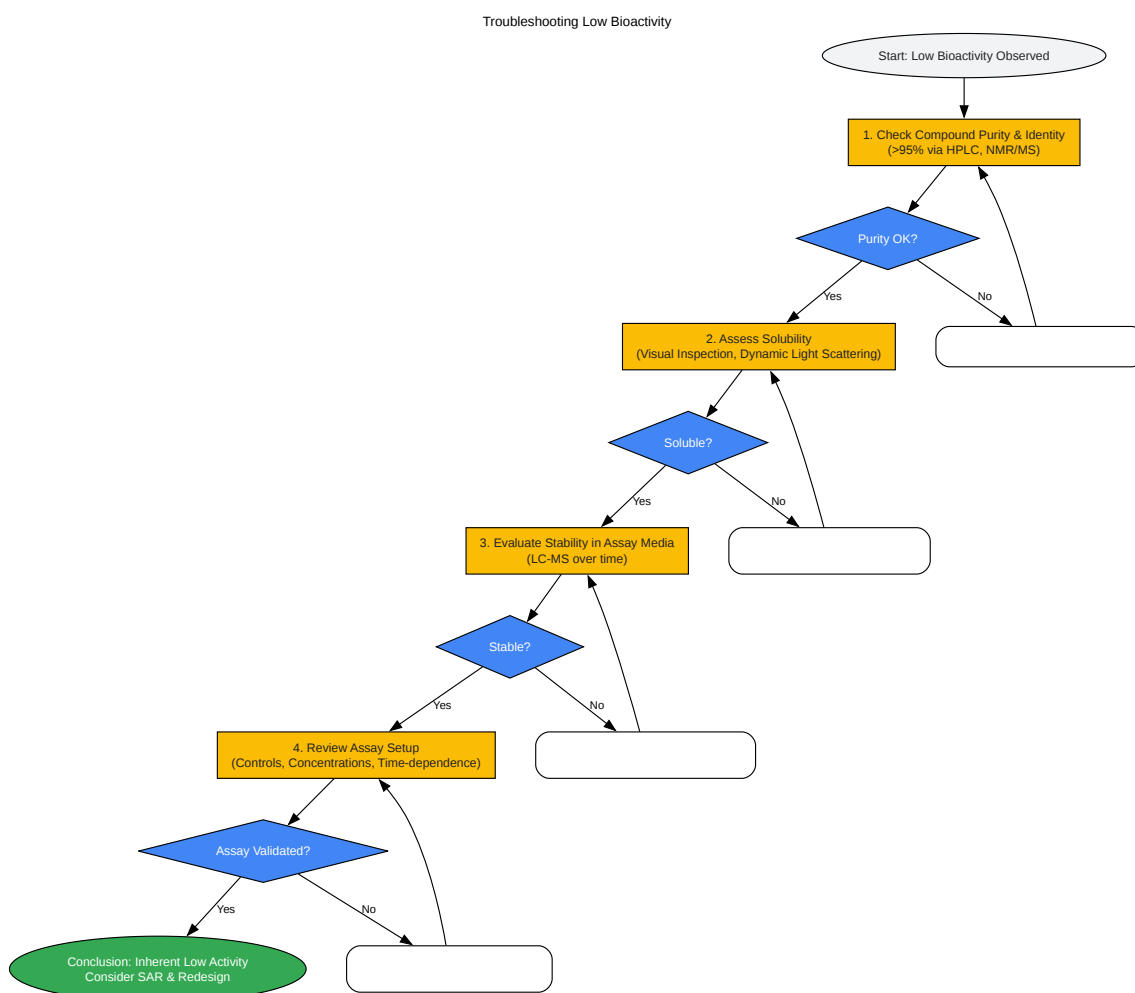 Troubleshooting Low Bioactivity
Start: Low Bioactivity Observed
1. Check Compound Purity & Identity
(>95% via HPLC, NMR/MS)
Purity OK?
Yes
No
2. Assess Solubility
(Visual Inspection, Dynamic Light Scattering)
Soluble?
Yes
No
3. Evaluate Stability in Assay Media
(LC-MS over time)
Stable?
Yes
No
4. Review Assay Setup
(Controls, Concentrations, Time-dependence)
Assay Validated?
Yes
No
Conclusion: Inherent Low Activity
Consider SAR & Redesign